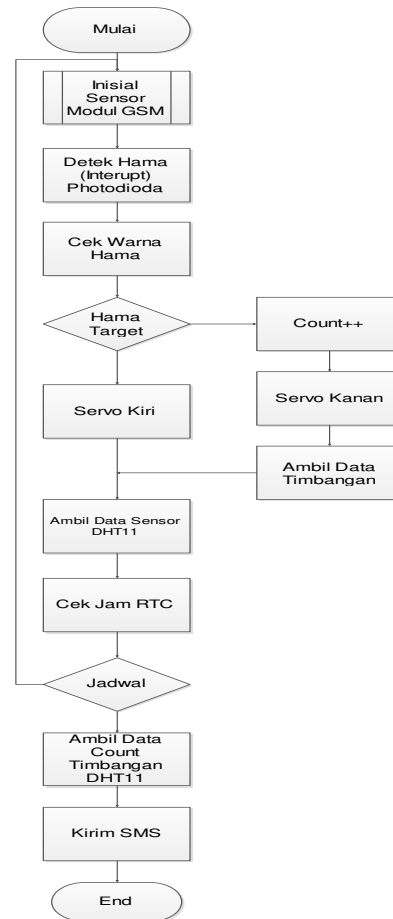 Mulai
Inisial
Sensor
Modul GSM
Detek Hama
(Interupt)
Photodioda
Cek Warna
Hama
Hama
Target
Count++
Servo Kiri
Servo Kanan
Ambil Data
Timbangan
Ambil Data Sensor
DHT11
Cek Jam RTC
Jadwal
Ambil Data
Count
Timbangan
DHT11
Kirim SMS
End